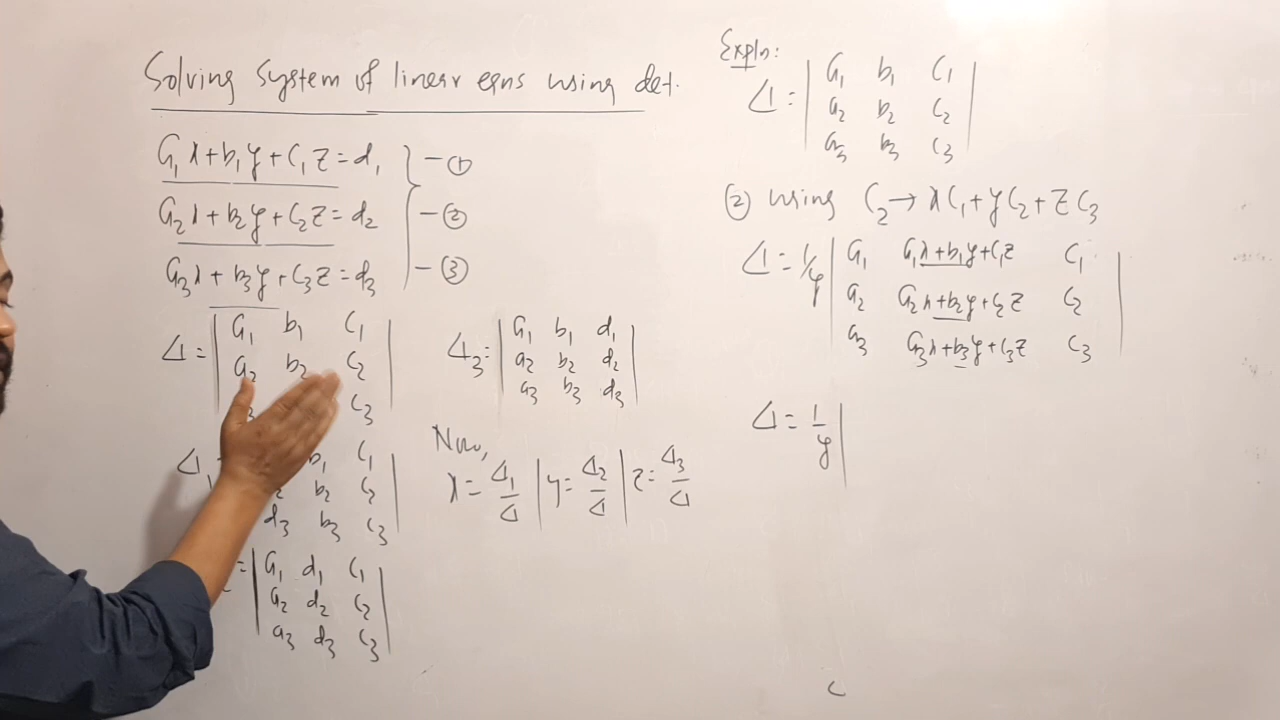 Solving system of linear eqns using det.
a₁x+b₁y+c₁z=d₁ —①
a₂x+b₂y+c₂z=d₂ —②
a₃x+b₃y+c₃z=d₃ —③
Δ= | a₁ b₁ c₁
a₂ b₂ c₂
3 c₃ |
Δ₁ b₁ c₁
2 b₂ c₂
d₃ b₃ c₃ |
= | a₁ d₁ c₁
a₂ d₂ c₂
a₃ d₃ c₃ |
Δ₃= | a₁ b₁ d₁
a₂ b₂ d₂
a₃ b₃ d₃ |
Now,
x= Δ₁/Δ | y= Δ₂/Δ | z= Δ₃/Δ
Expln:
Δ= | a₁ b₁ c₁
a₂ b₂ c₂
a₃ b₃ c₃ |
② using C₂→xC₁+yC₂+zC₃
Δ=1/y | a₁ a₁x+b₁y+c₁z c₁
a₂ a₂x+b₂y+c₂z c₂
a₃ a₃x+b₃y+c₃z c₃ |
Δ= 1/y |